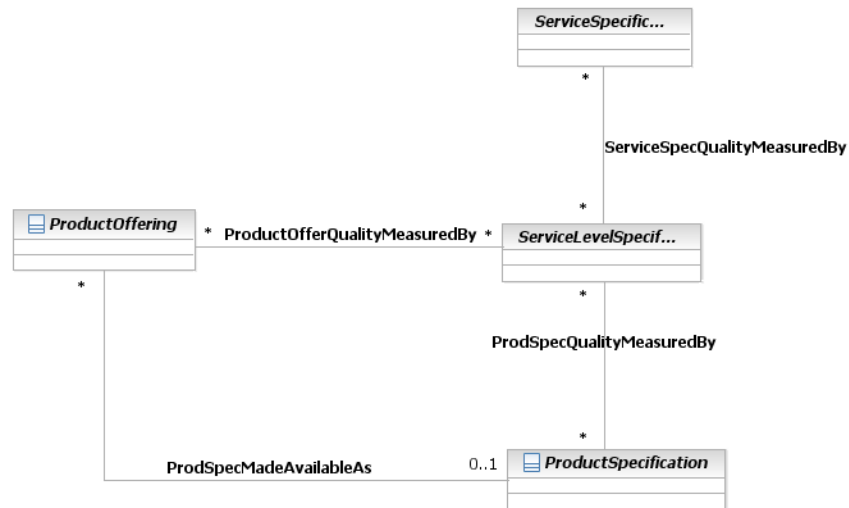 ServiceSpecific...
*
ServiceSpecQualityMeasuredBy
*
ProductOffering
* ProductOfferQualityMeasuredBy *
ServiceLevelSpecif...
*
*
ProdSpecQualityMeasuredBy
*
ProdSpecMadeAvailableAs
0..1
ProductSpecification